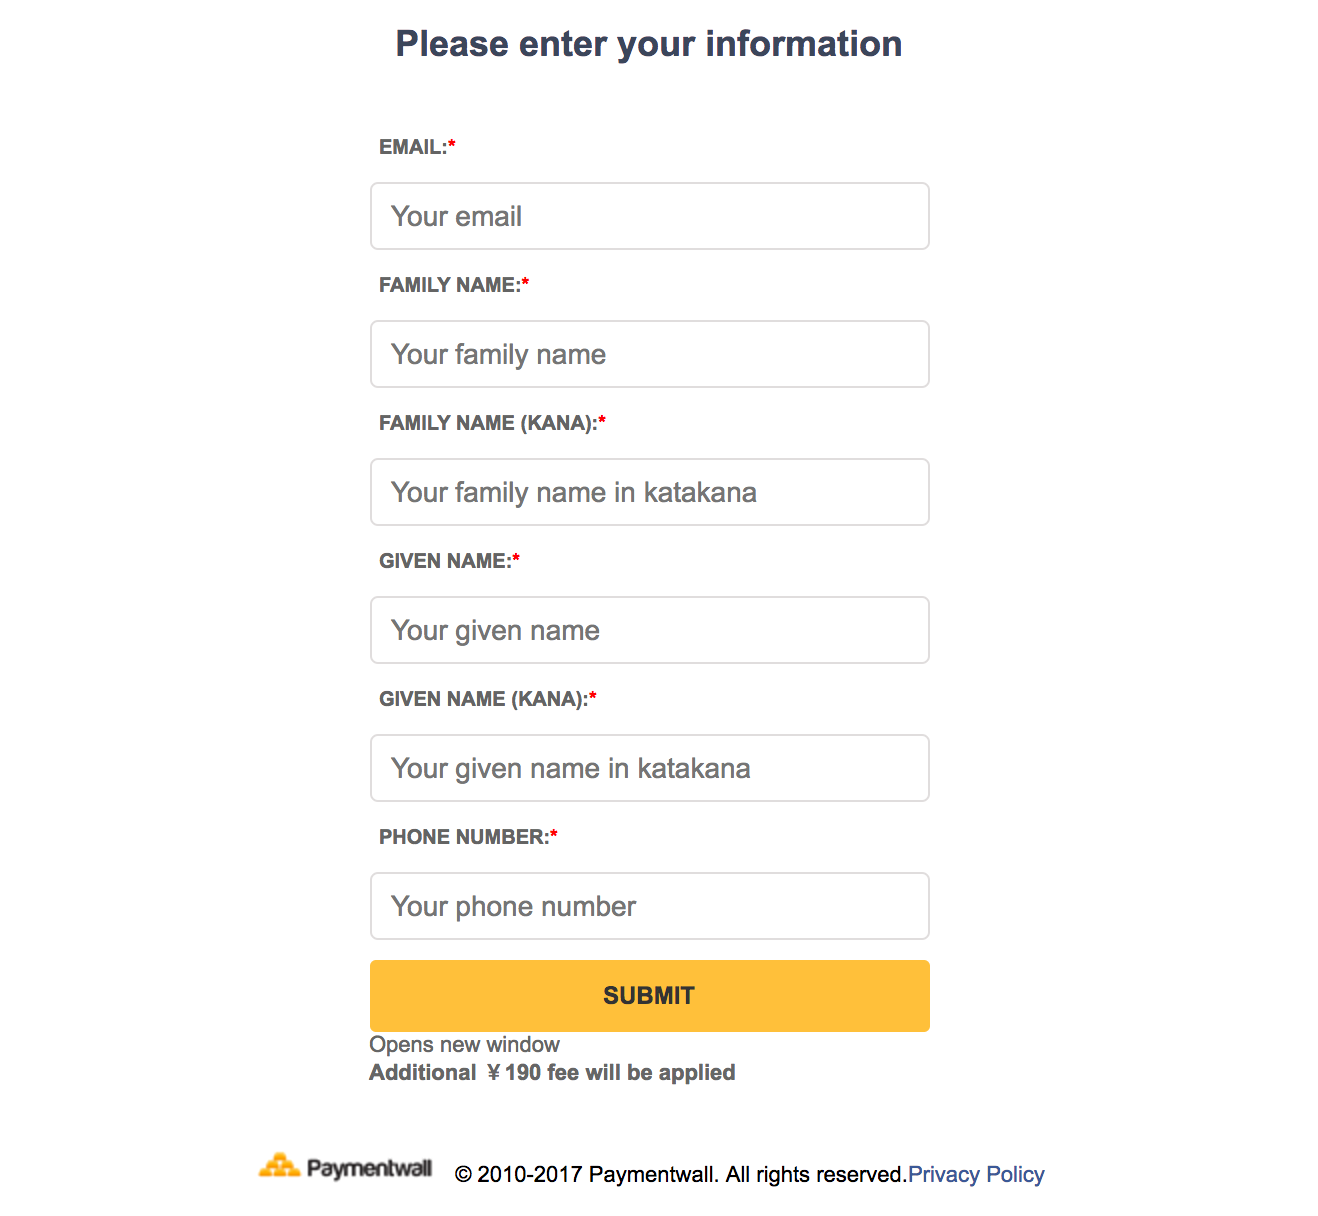 Please enter your information
EMAIL:*
Your email
FAMILY NAME:*
Your family name
FAMILY NAME (KANA):*
Your family name in katakana
GIVEN NAME:*
Your given name
GIVEN NAME (KANA):*
Your given name in katakana
PHONE NUMBER:*
Your phone number
SUBMIT
Opens new window
Additional ￥190 fee will be applied
Paymentwall © 2010-2017 Paymentwall. All rights reserved.Privacy Policy